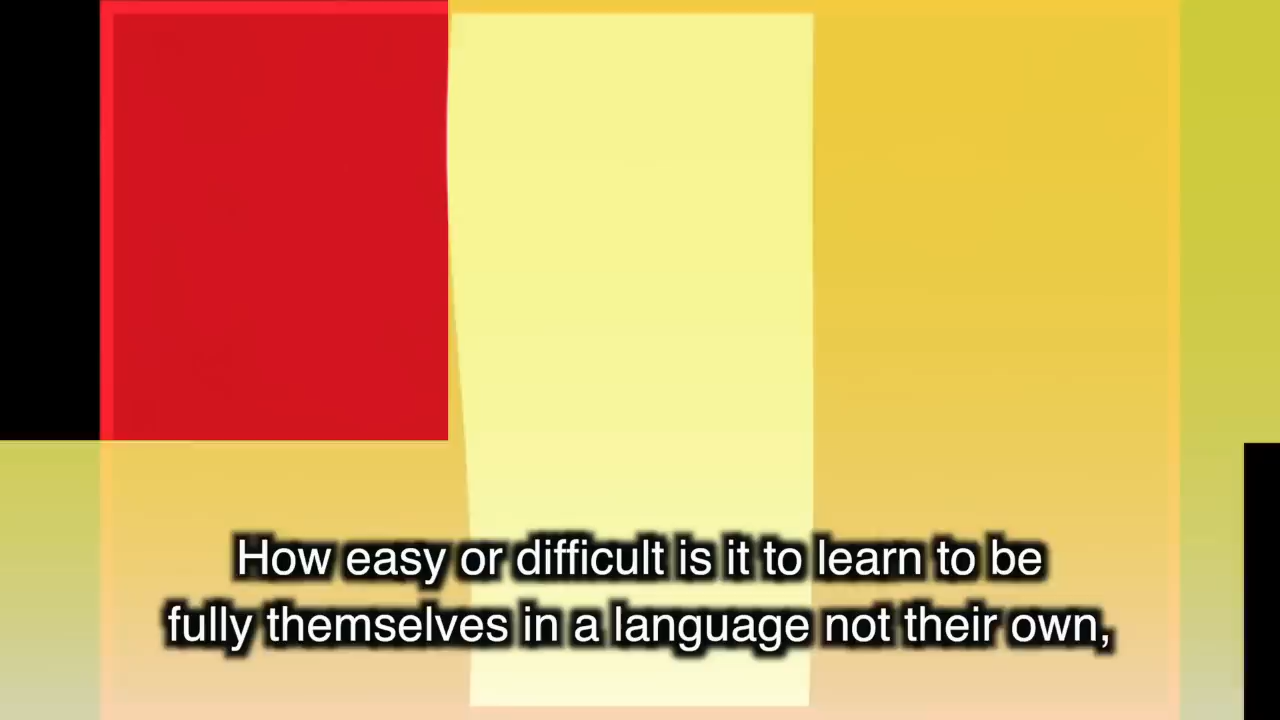 How easy or difficult is it to learn to be
fully themselves in a language not their own,